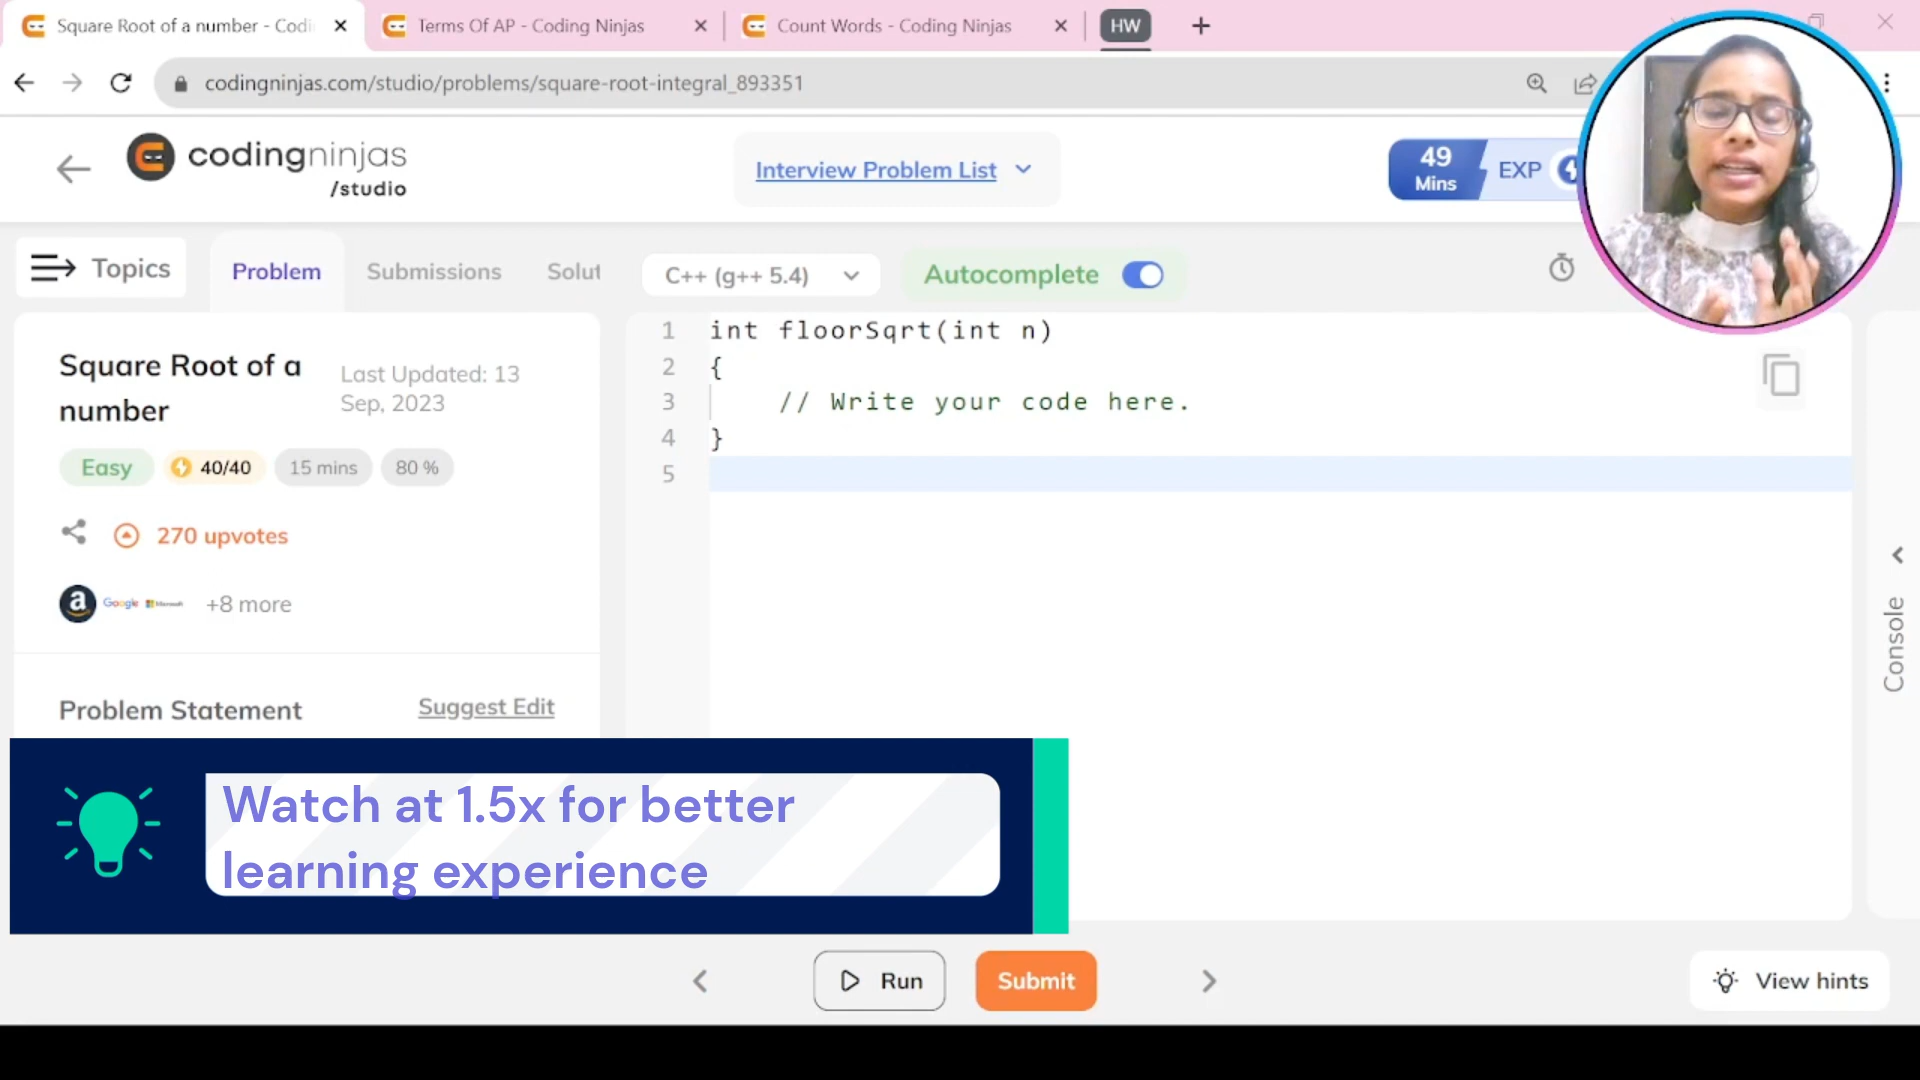 Square Root of a number - Codi
Terms Of AP - Coding Ninjas
Count Words - Coding Ninjas
HW
codingninjas.com/studio/problems/square-root-integral_893351
codingninjas
/studio
Interview Problem List
49
Mins
EXP
Topics
Problem
Submissions
Solut
C++ (g++ 5.4)
Autocomplete
Square Root of a
number
Last Updated: 13
Sep, 2023
Easy
40/40
15 mins
80 %
270 upvotes
a
Google
Microsoft
+8 more
Problem Statement
Suggest Edit
1 int floorSqrt(int n)
2 {
3 // Write your code here.
4 }
5
Console
Watch at 1.5x for better
learning experience
Run
Submit
View hints